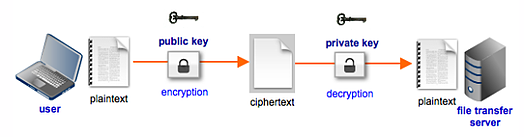 public key
private key
user
plaintext
encryption
ciphertext
decryption
plaintext
file transfer
server